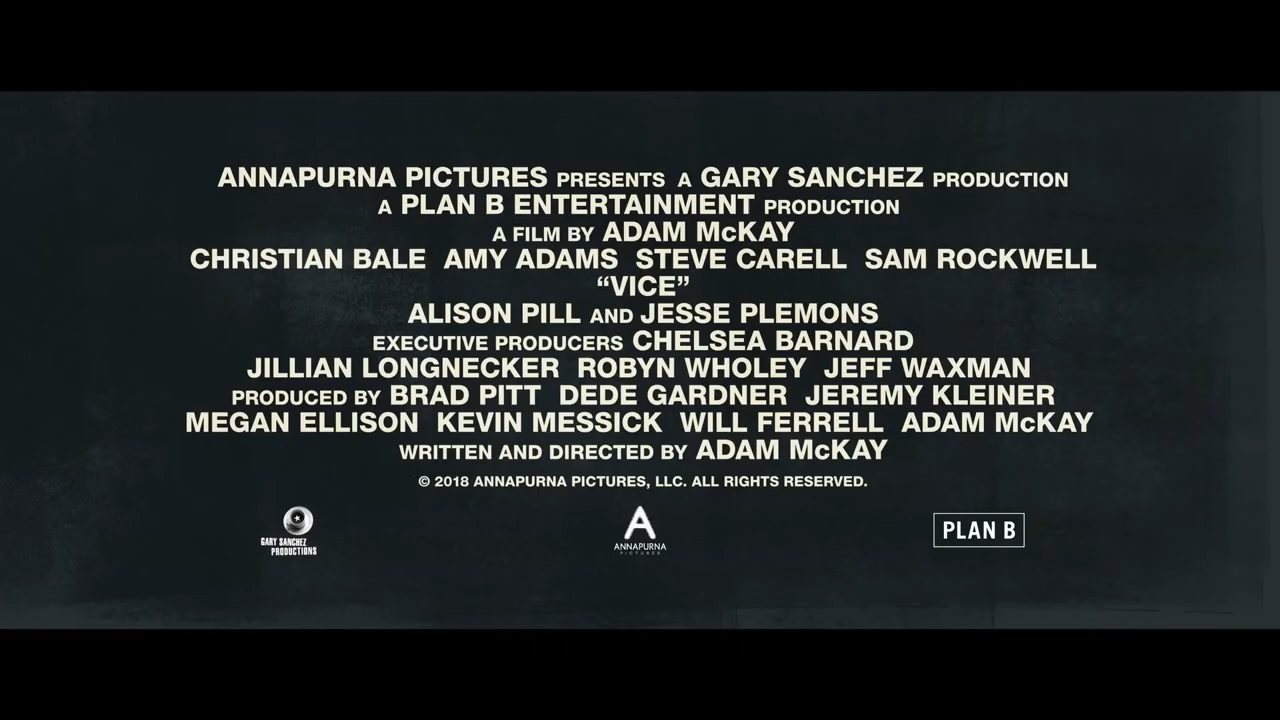 ANNAPURNA PICTURES PRESENTS A GARY SANCHEZ PRODUCTION
A PLAN B ENTERTAINMENT PRODUCTION
A FILM BY ADAM McKAY
CHRISTIAN BALE AMY ADAMS STEVE CARELL SAM ROCKWELL
“VICE”
ALISON PILL AND JESSE PLEMONS
EXECUTIVE PRODUCERS CHELSEA BARNARD
JILLIAN LONGNECKER ROBYN WHOLEY JEFF WAXMAN
PRODUCED BY BRAD PITT DEDE GARDNER JEREMY KLEINER
MEGAN ELLISON KEVIN MESSICK WILL FERRELL ADAM McKAY
WRITTEN AND DIRECTED BY ADAM McKAY
© 2018 ANNAPURNA PICTURES, LLC. ALL RIGHTS RESERVED.
GARY SANCHEZ
PRODUCTIONS
ANNAPURNA
PICTURES
PLAN B